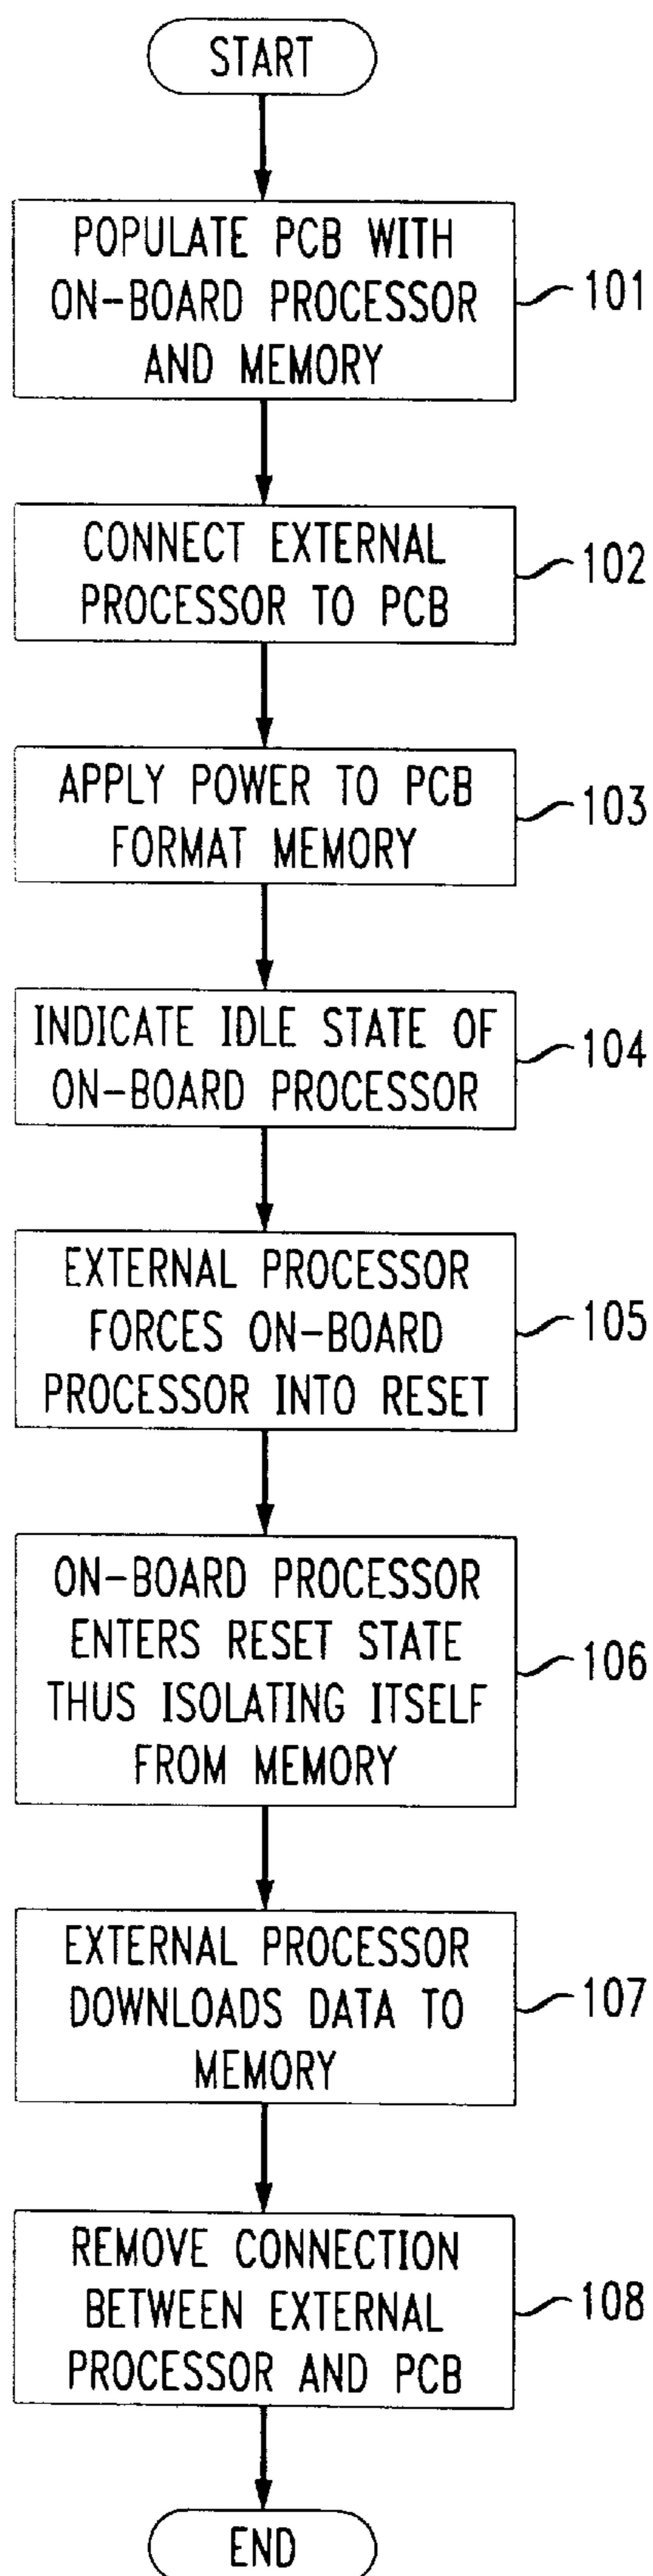 START
POPULATE PCB WITH
ON-BOARD PROCESSOR
AND MEMORY
101
CONNECT EXTERNAL
PROCESSOR TO PCB
102
APPLY POWER TO PCB
FORMAT MEMORY
103
INDICATE IDLE STATE OF
ON-BOARD PROCESSOR
104
EXTERNAL PROCESSOR
FORCES ON-BOARD
PROCESSOR INTO RESET
105
ON-BOARD PROCESSOR
ENTERS RESET STATE
THUS ISOLATING ITSELF
FROM MEMORY
106
EXTERNAL PROCESSOR
DOWNLOADS DATA TO
MEMORY
107
REMOVE CONNECTION
BETWEEN EXTERNAL
PROCESSOR AND PCB
108
END